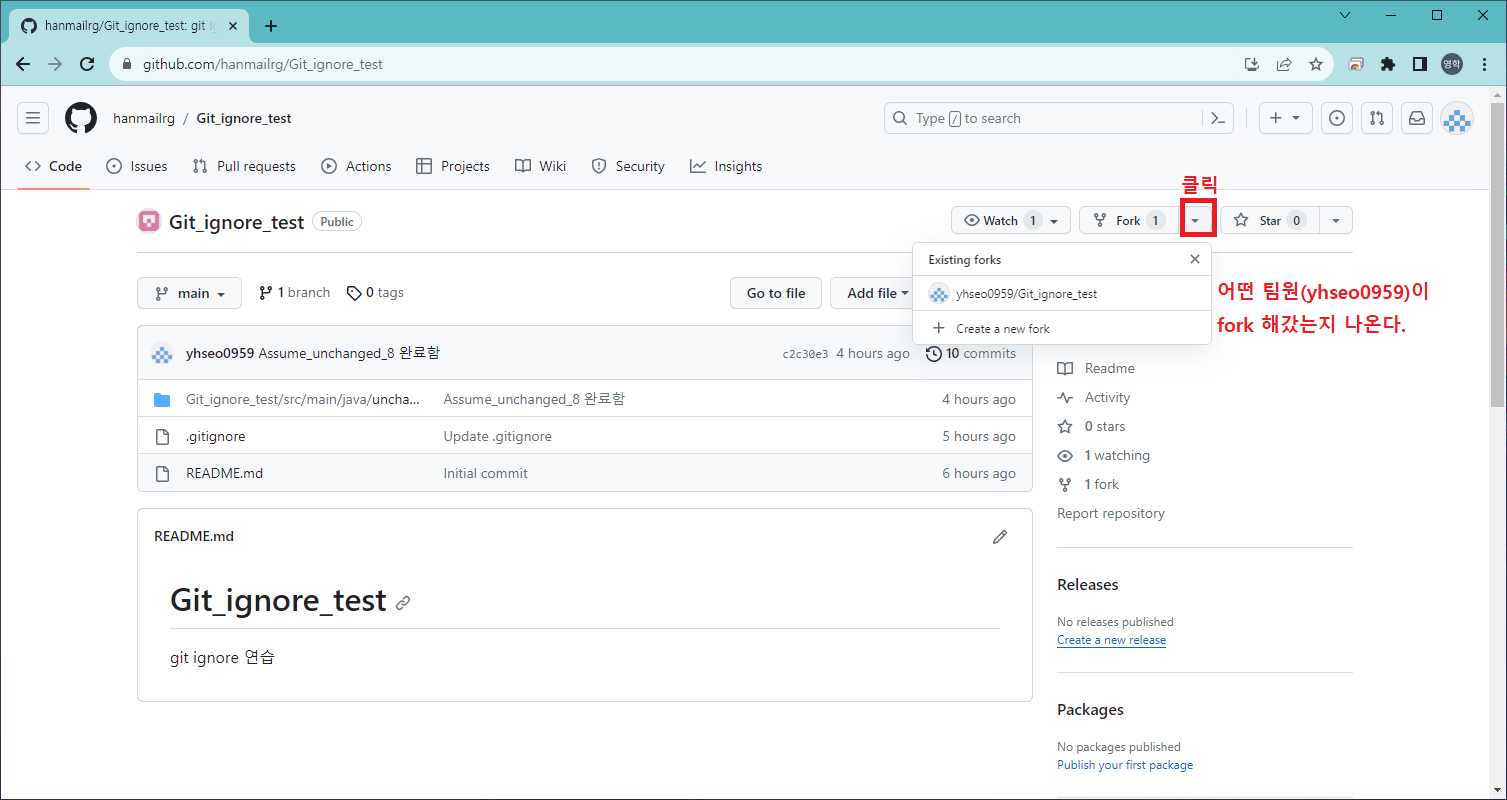 hanmailrg/Git_ignore_test: git ig
github.com/hanmailrg/Git_ignore_test
영학
hanmailrg / Git_ignore_test
Type / to search
Code Issues Pull requests Actions Projects Wiki Security Insights
클릭
Git_ignore_test Public
Watch 1 Fork 1 Star 0
Existing forks
yhseo0959/Git_ignore_test
Create a new fork
어떤 팀원(yhseo0959)이
fork 해갔는지 나온다.
main 1 branch 0 tags Go to file Add file
yhseo0959 Assume_unchanged_8 완료함 c2c30e3 4 hours ago 10 commits
Git_ignore_test/src/main/java/uncha... Assume_unchanged_8 완료함 4 hours ago
.gitignore Update .gitignore 5 hours ago
README.md Initial commit 6 hours ago
README.md
Git_ignore_test
git ignore 연습
Readme
Activity
0 stars
1 watching
1 fork
Report repository
Releases
No releases published
Create a new release
Packages
No packages published
Publish your first package